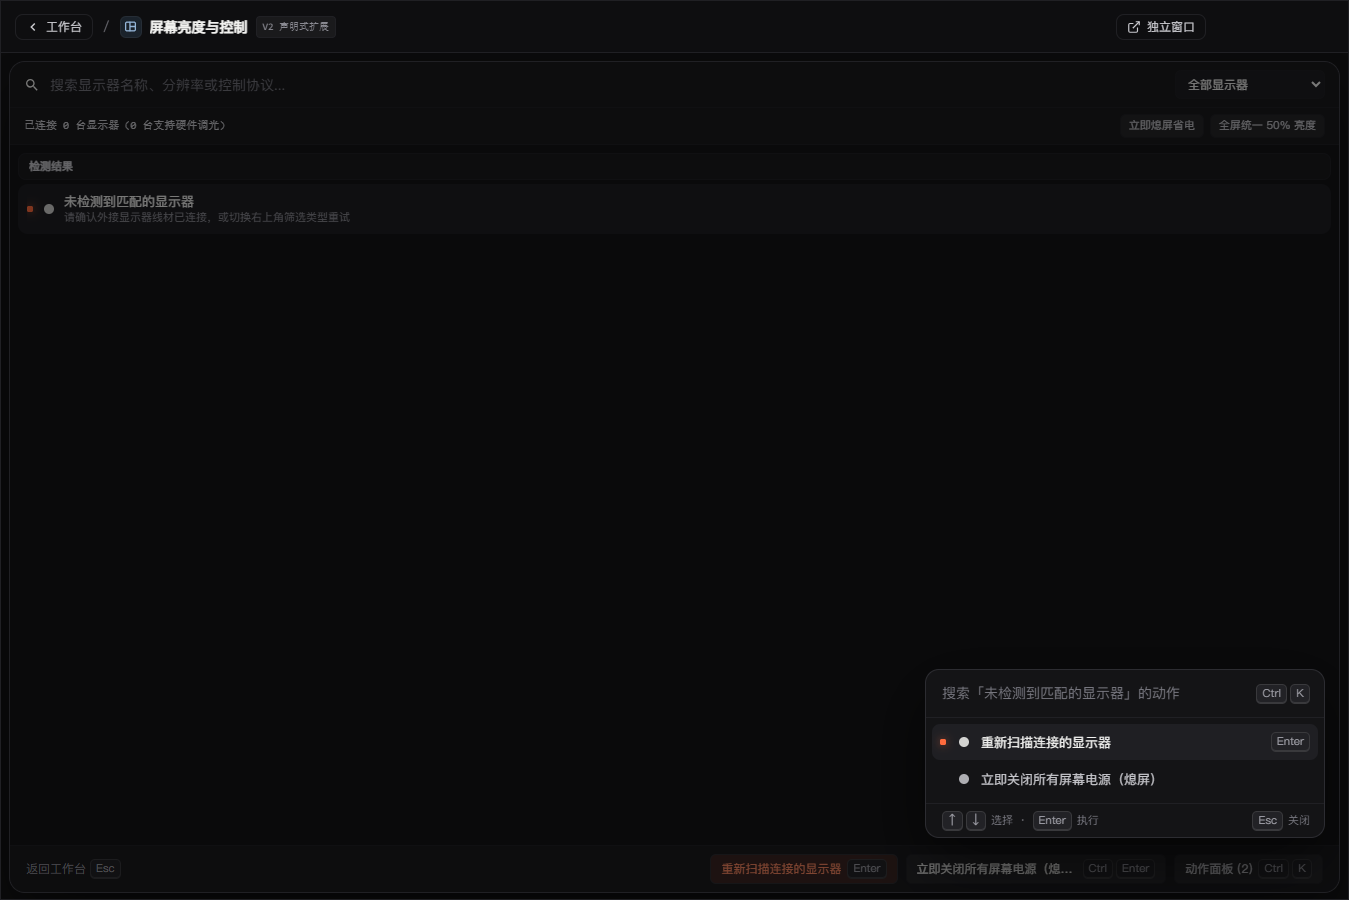 工作台 / 屏幕亮度与控制 V2 声明式扩展 独立窗口
搜索显示器名称、分辨率或控制协议... 全部显示器
已连接 0 台显示器（0 台支持硬件调光） 立即熄屏省电 全屏统一 50% 亮度
检测结果
未检测到匹配的显示器
请确认外接显示器线材已连接，或切换右上角筛选类型重试
搜索「未检测到匹配的显示器」的动作 Ctrl K
重新扫描连接的显示器 Enter
立即关闭所有屏幕电源（熄屏）
↑ ↓ 选择 · Enter 执行 Esc 关闭
返回工作台 Esc 重新扫描连接的显示器 Enter 立即关闭所有屏幕电源（熄... Ctrl Enter 动作面板 (2) Ctrl K